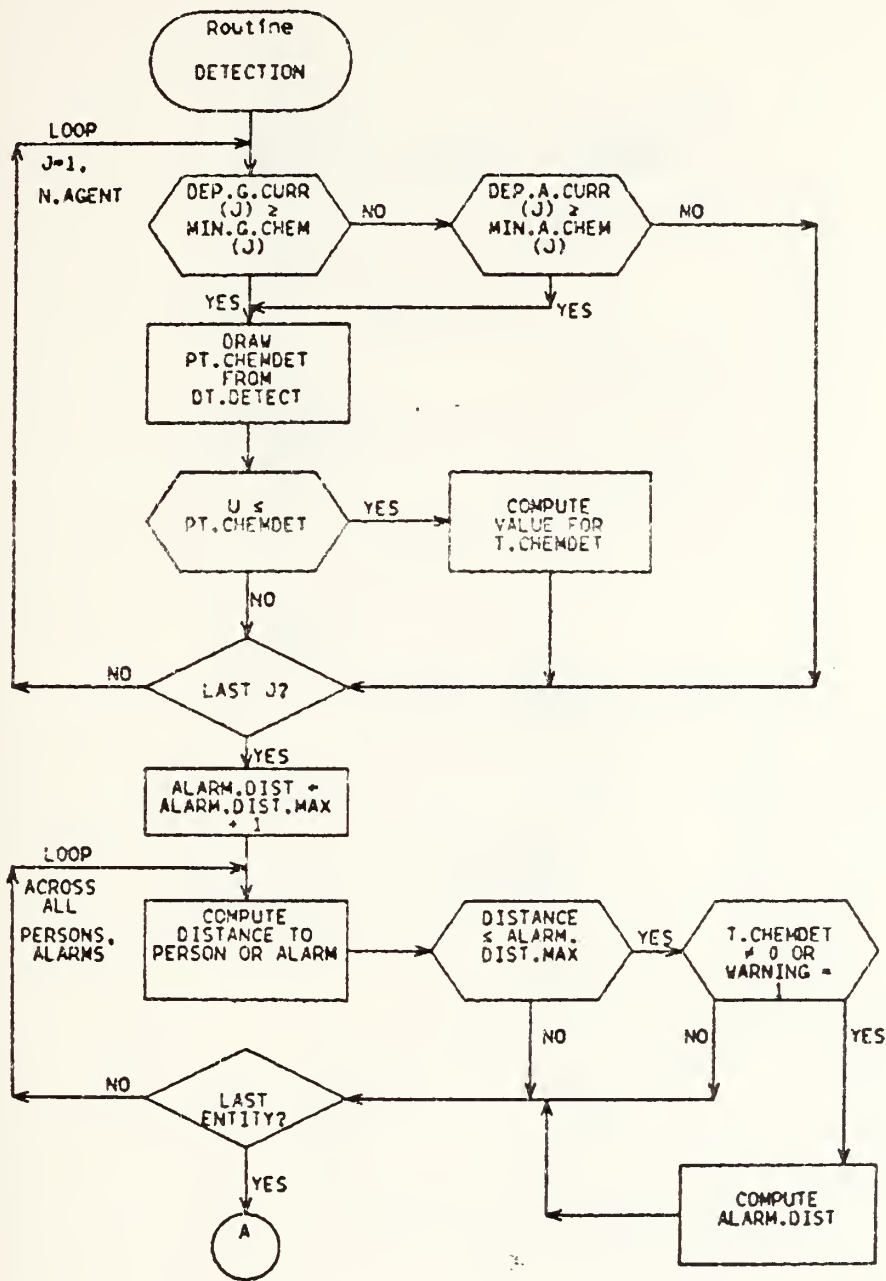 Routine
DETECTION
LOOP
J=1,
N.AGENT
DEP.G.CURR
(J) ≥
MIN.G.CHEM
(J)
NO
DEP.A.CURR
(J) ≥
MIN.A.CHEM
(J)
NO
YES
YES
DRAW
PT.CHEMDET
FROM
DT.DETECT
U ≤
PT.CHEMDET
YES
COMPUTE
VALUE FOR
T.CHEMDET
NO
NO
LAST J?
YES
ALARM.DIST =
ALARM.DIST.MAX
+ 1
LOOP
ACROSS
ALL
PERSONS,
ALARMS
COMPUTE
DISTANCE TO
PERSON OR ALARM
DISTANCE
≤ ALARM.
DIST.MAX
YES
T.CHEMDET
≠ 0 OR
WARNING =
1
NO
NO
YES
NO
LAST
ENTITY?
YES
COMPUTE
ALARM.DIST
A